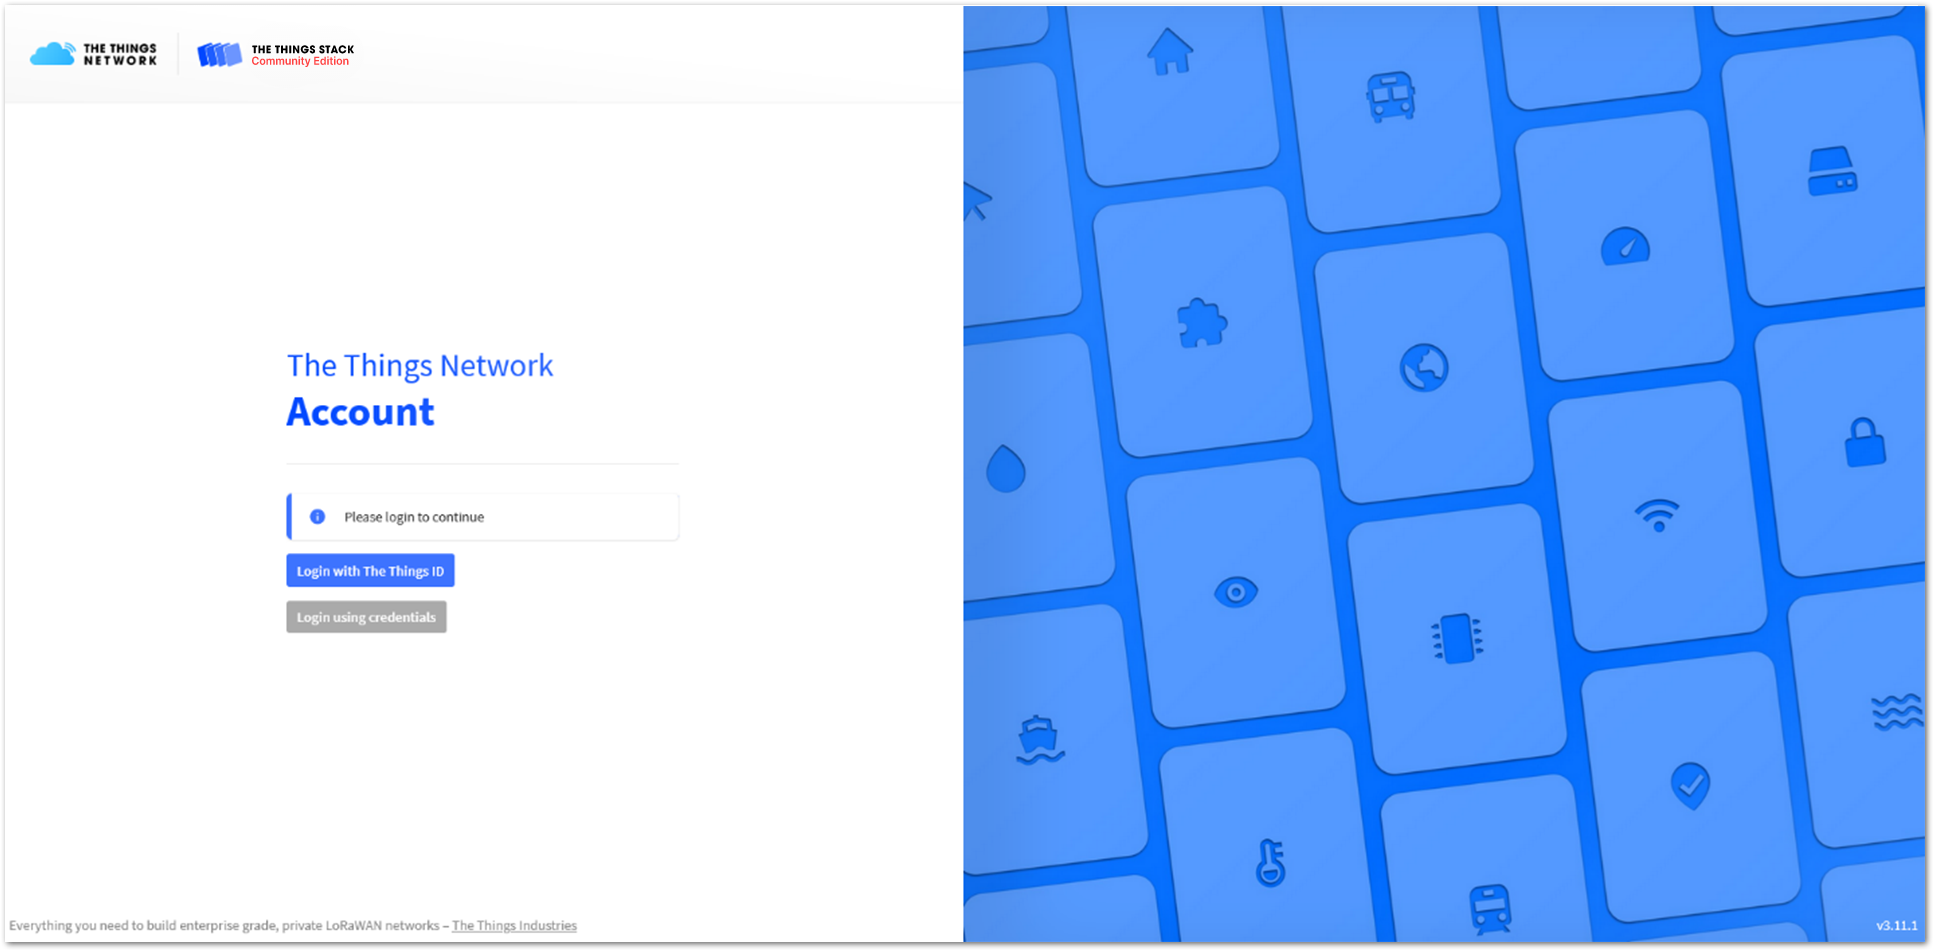 THE THINGS
NETWORK
THE THINGS STACK
Community Edition
The Things Network
Account
Please login to continue
Login with The Things ID
Login using credentials
Everything you need to build enterprise grade, private LoRaWAN networks – The Things Industries
v3.11.1